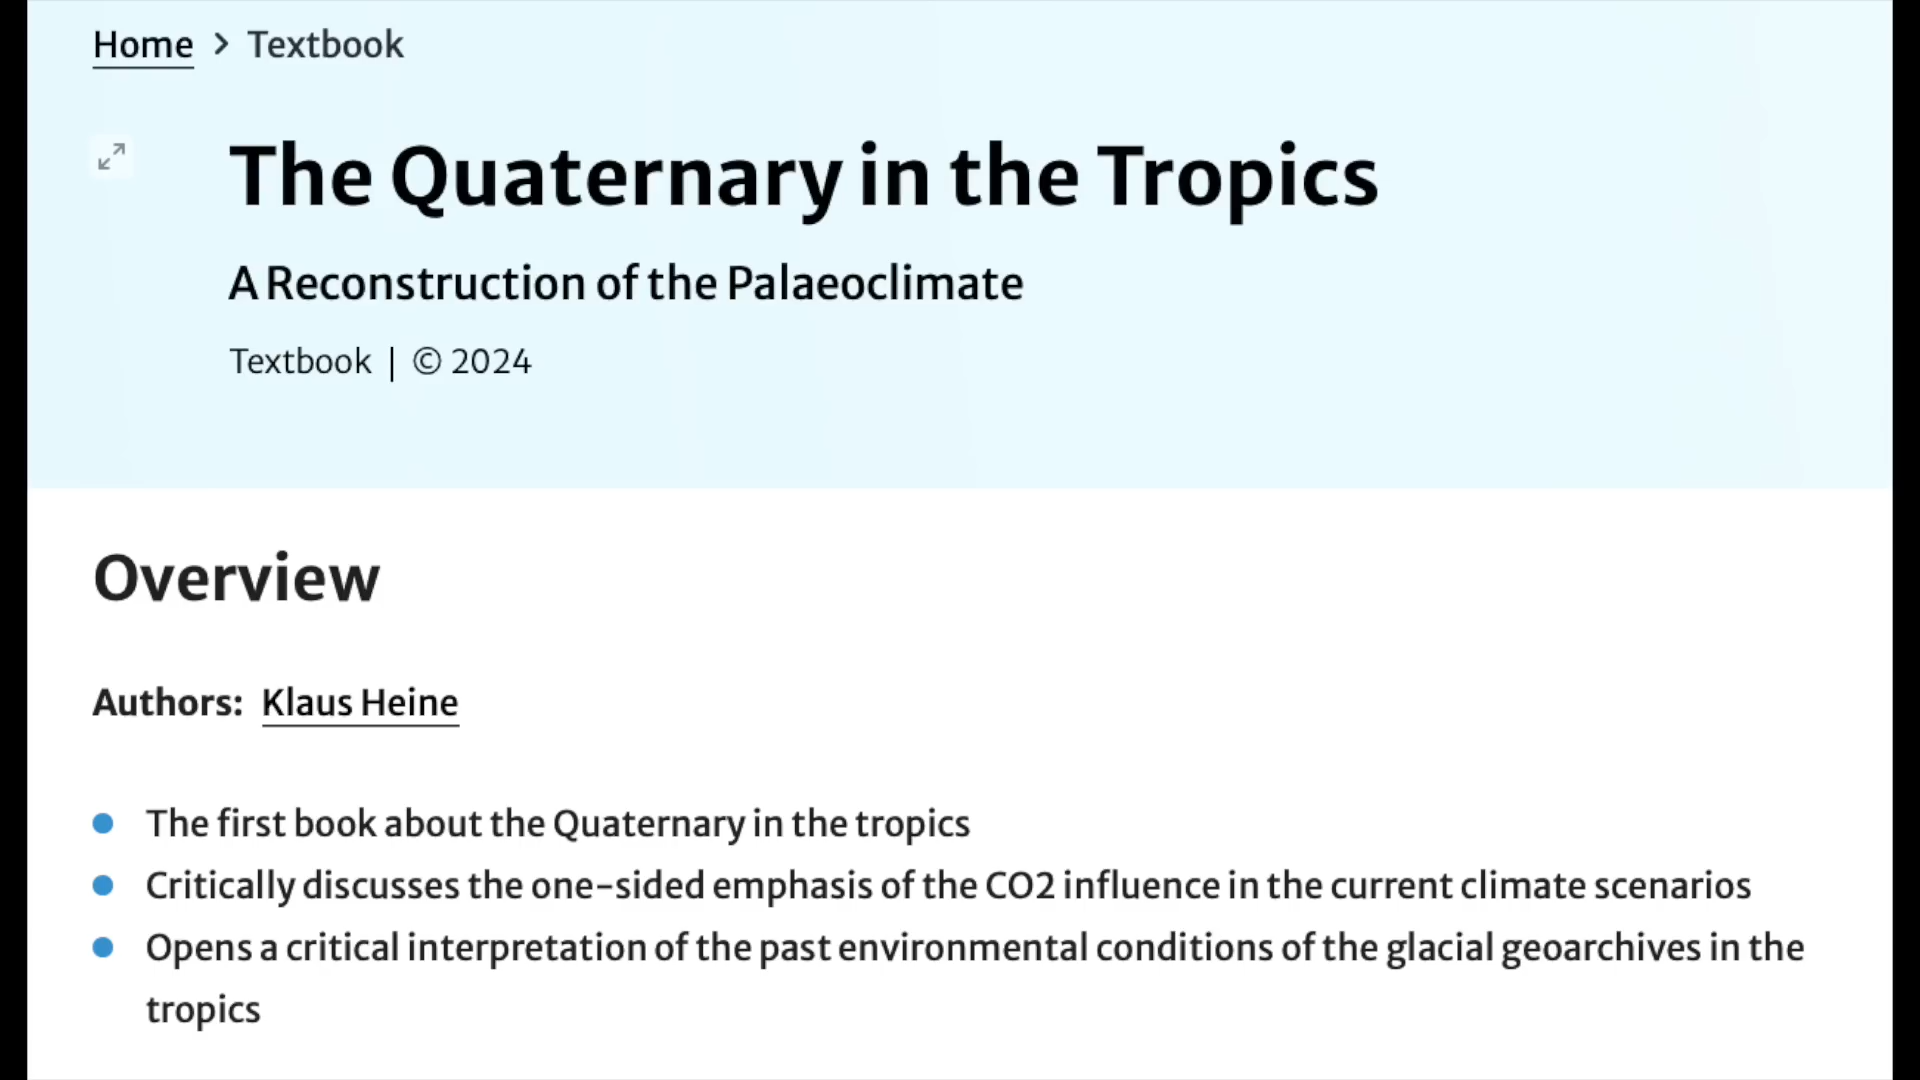 Home > Textbook
The Quaternary in the Tropics
A Reconstruction of the Palaeoclimate
Textbook | © 2024
Overview
Authors: Klaus Heine
The first book about the Quaternary in the tropics
Critically discusses the one-sided emphasis of the CO2 influence in the current climate scenarios
Opens a critical interpretation of the past environmental conditions of the glacial geoarchives in the
tropics